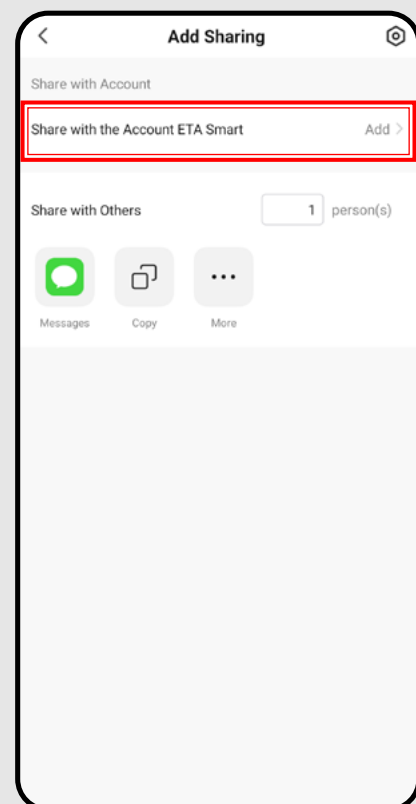 Add Sharing
Share with Account
Share with the Account ETA Smart Add
Share with Others 1 person(s)
Messages Copy More